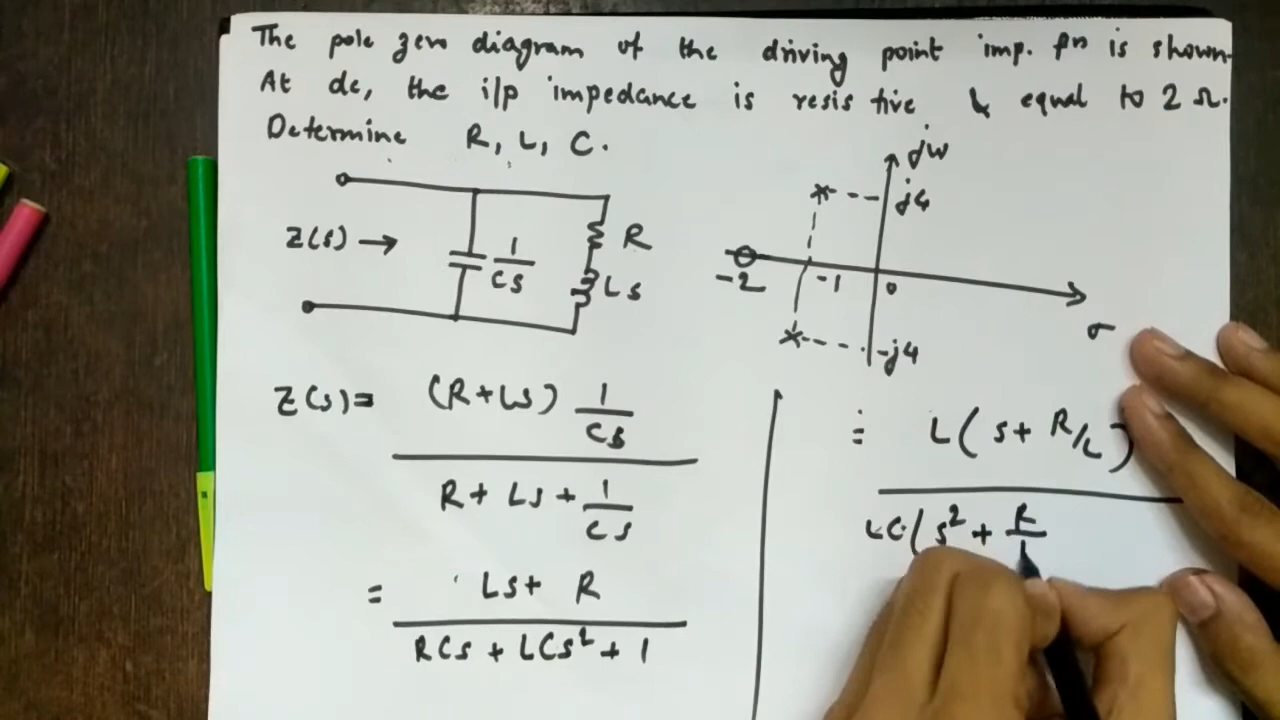 The pole zero diagram of the driving point imp. fⁿ is shown.
At dc, the i/p impedance is resistive & equal to 2 Ω.
Determine R, L, C.
Z(s) →
1/Cs
R
Ls
jω
j4
-2
-1
0
σ
-j4
Z(s) = (R+Ls) 1/Cs
R + Ls + 1/Cs
= Ls + R
RCs + LCs² + 1
= L(s + R/L)
LC(s² + R/L